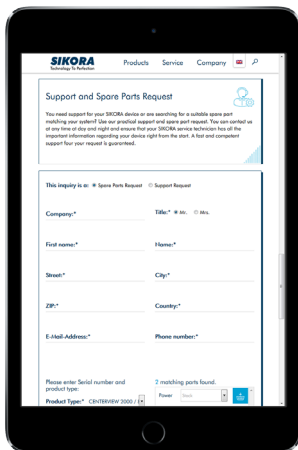 SIKORA
Technology To Perfection
Products Service Company
Support and Spare Parts Request
You need support for your SIKORA device or are searching for a suitable spare part
matching your system? Use our practical support and spare part request. You can contact us
at any time of day and night and ensure that your SIKORA service technician has all the
important information regarding your device right from the start. A fast and competent
support four your request is guaranteed.
This inquiry is a: Spare Parts Request Support Request
Company:* Title:* Mr. Mrs.
First name:* Name:*
Street:* City:*
ZIP:* Country:*
E-Mail-Address:* Phone number:*
Please enter Serial number and
product type:
2 matching parts found.
Product Type:* CENTERVIEW 2000 /
Power